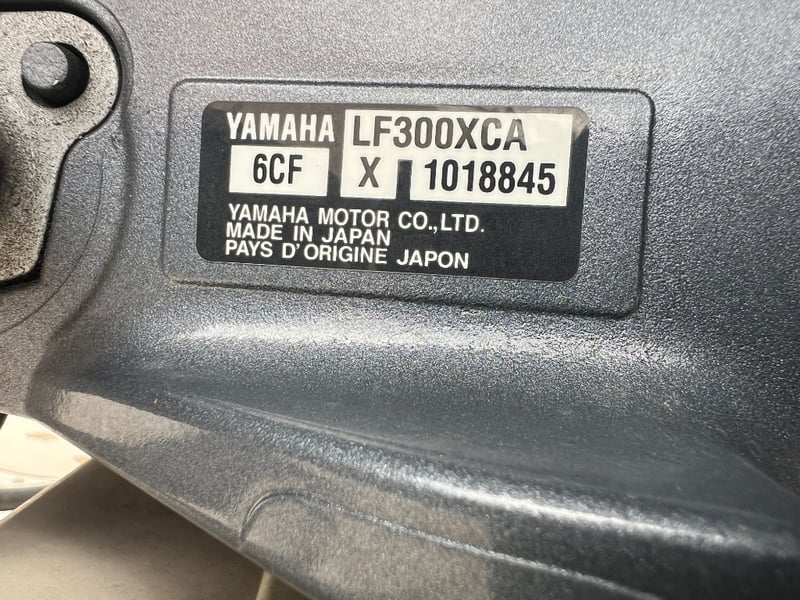 YAMAHA LF300XCA
6CF X 1018845
YAMAHA MOTOR CO.,LTD.
MADE IN JAPAN
PAYS D'ORIGINE JAPON